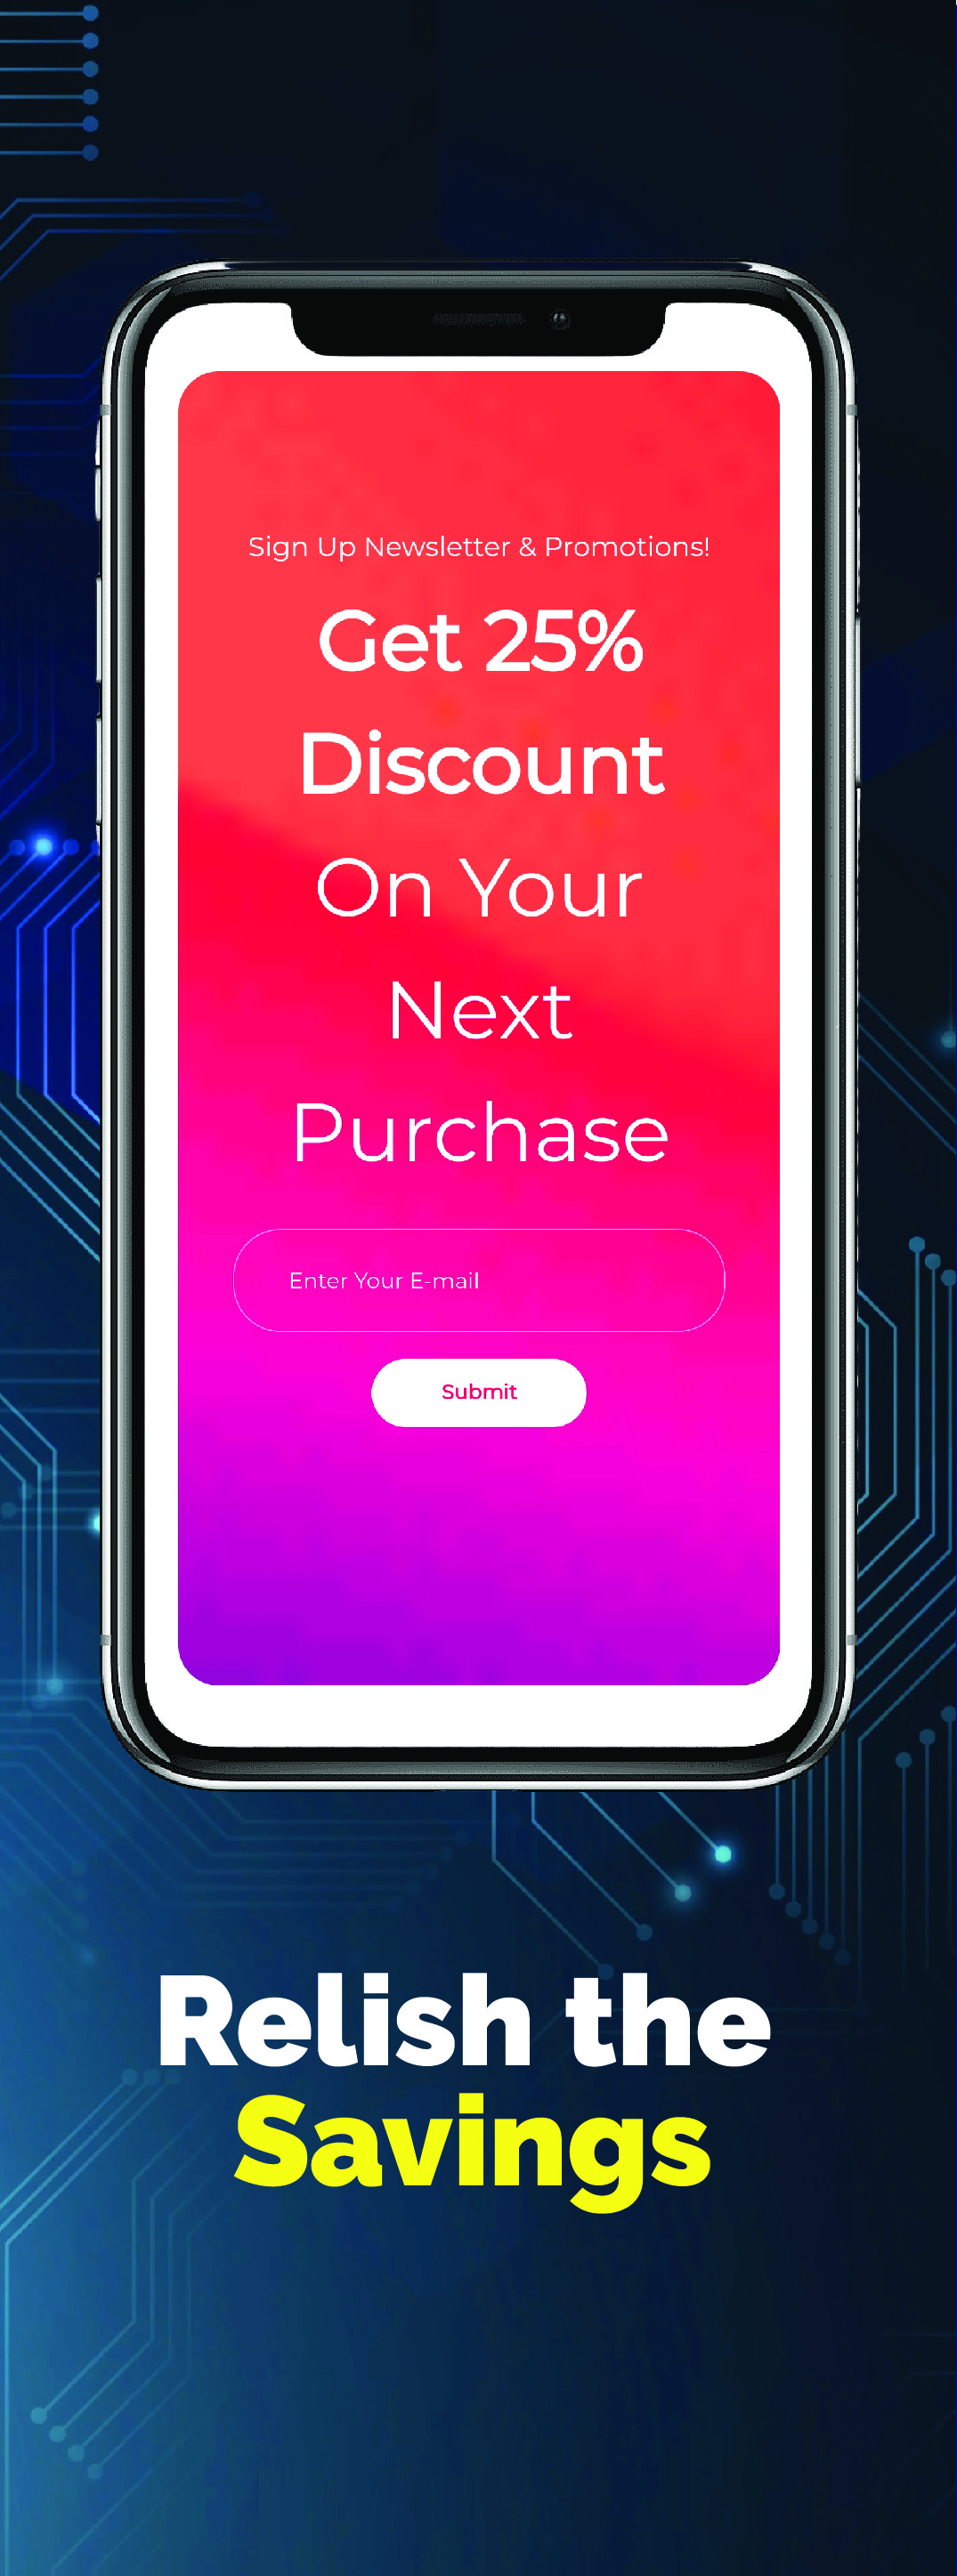 Sign Up Newsletter & Promotions!
Get 25%
Discount
On Your
Next
Purchase
Enter Your E-mail
Submit
Relish the
Savings